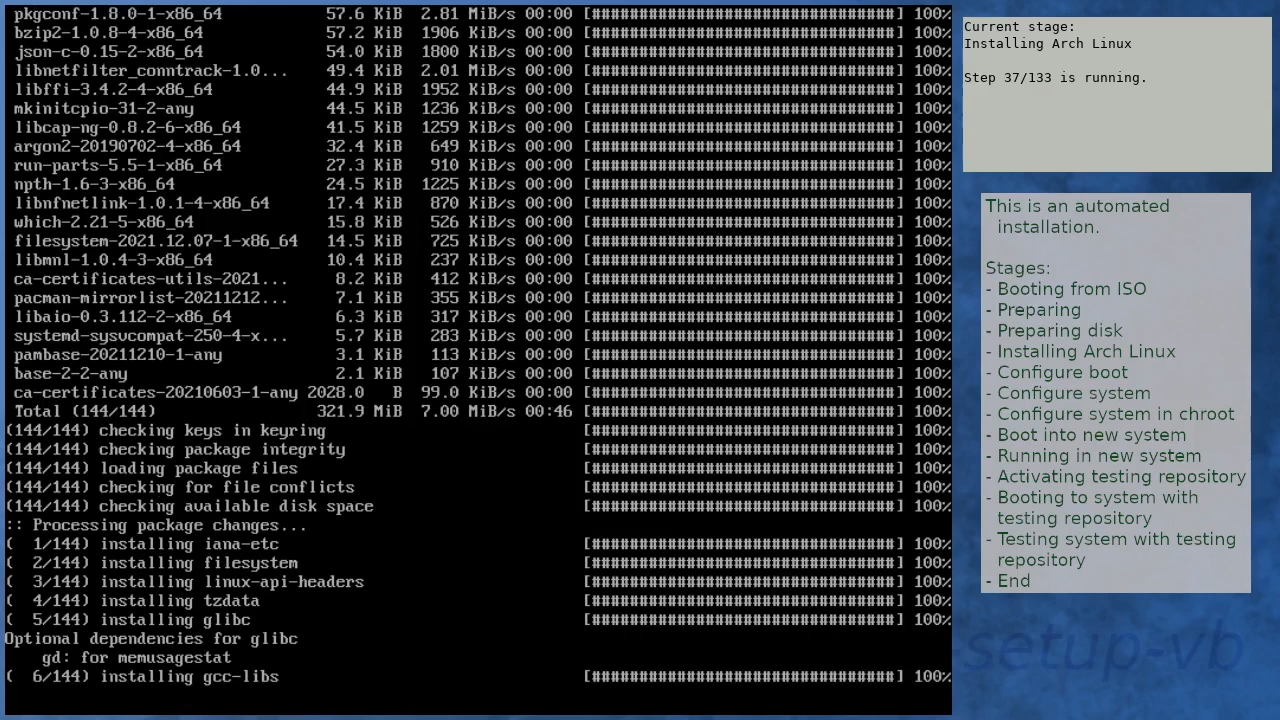 pkgconf-1.8.0-1-x86_64 57.6 KiB 2.81 MiB/s 00:00 [##################################] 100%
bzip2-1.0.8-4-x86_64 57.2 KiB 1906 KiB/s 00:00 [##################################] 100%
json-c-0.15-2-x86_64 54.0 KiB 1800 KiB/s 00:00 [##################################] 100%
libnetfilter_conntrack-1.0... 49.4 KiB 2.01 MiB/s 00:00 [##################################] 100%
libffi-3.4.2-4-x86_64 44.9 KiB 1952 KiB/s 00:00 [##################################] 100%
mkinitcpio-31-2-any 44.5 KiB 1236 KiB/s 00:00 [##################################] 100%
libcap-ng-0.8.2-6-x86_64 41.5 KiB 1259 KiB/s 00:00 [##################################] 100%
argon2-20190702-4-x86_64 32.4 KiB 649 KiB/s 00:00 [##################################] 100%
run-parts-5.5-1-x86_64 27.3 KiB 910 KiB/s 00:00 [##################################] 100%
npth-1.6-3-x86_64 24.5 KiB 1225 KiB/s 00:00 [##################################] 100%
libnfnetlink-1.0.1-4-x86_64 17.4 KiB 870 KiB/s 00:00 [##################################] 100%
which-2.21-5-x86_64 15.8 KiB 526 KiB/s 00:00 [##################################] 100%
filesystem-2021.12.07-1-x86_64 14.5 KiB 725 KiB/s 00:00 [##################################] 100%
libmnl-1.0.4-3-x86_64 10.4 KiB 237 KiB/s 00:00 [##################################] 100%
ca-certificates-utils-2021... 8.2 KiB 412 KiB/s 00:00 [##################################] 100%
pacman-mirrorlist-20211212... 7.1 KiB 355 KiB/s 00:00 [##################################] 100%
libaio-0.3.112-2-x86_64 6.3 KiB 317 KiB/s 00:00 [##################################] 100%
systemd-sysvcompat-250-4-x... 5.7 KiB 283 KiB/s 00:00 [##################################] 100%
pambase-20211210-1-any 3.1 KiB 113 KiB/s 00:00 [##################################] 100%
base-2-2-any 2.1 KiB 107 KiB/s 00:00 [##################################] 100%
ca-certificates-20210603-1-any 2028.0 B 99.0 KiB/s 00:00 [##################################] 100%
Total (144/144) 321.9 MiB 7.00 MiB/s 00:46 [##################################] 100%
(144/144) checking keys in keyring [##################################] 100%
(144/144) checking package integrity [##################################] 100%
(144/144) loading package files [##################################] 100%
(144/144) checking for file conflicts [##################################] 100%
(144/144) checking available disk space [##################################] 100%
:: Processing package changes...
( 1/144) installing iana-etc [##################################] 100%
( 2/144) installing filesystem [##################################] 100%
( 3/144) installing linux-api-headers [##################################] 100%
( 4/144) installing tzdata [##################################] 100%
( 5/144) installing glibc [##################################] 100%
Optional dependencies for glibc
gd: for memusagestat
( 6/144) installing gcc-libs [##################################] 100%
Current stage:
Installing Arch Linux
Step 37/133 is running.
This is an automated
installation.
Stages:
- Booting from ISO
- Preparing
- Preparing disk
- Installing Arch Linux
- Configure boot
- Configure system
- Configure system in chroot
- Boot into new system
- Running in new system
- Activating testing repository
- Booting to system with
testing repository
- Testing system with testing
repository
- End
-setup-vb